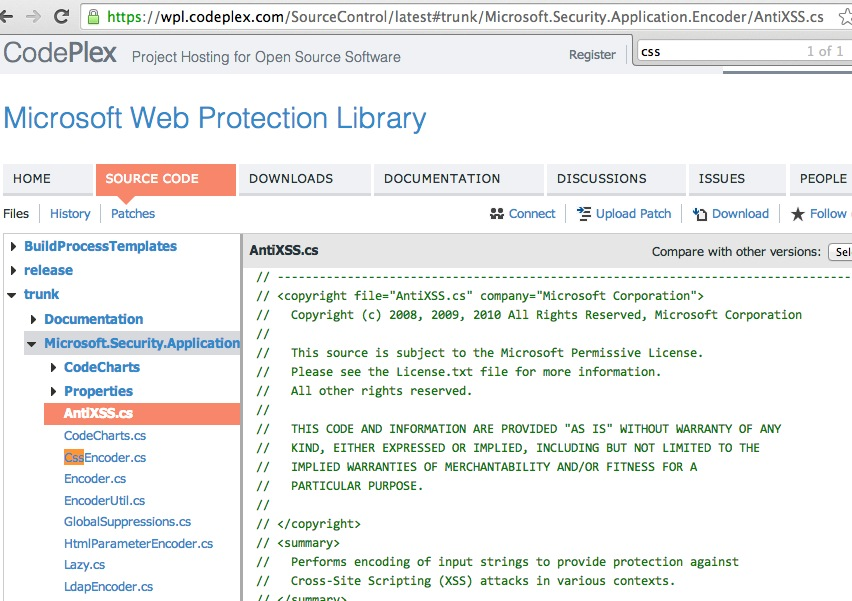 https://wpl.codeplex.com/SourceControl/latest#trunk/Microsoft.Security.Application.Encoder/AntiXSS.cs
CodePlex Project Hosting for Open Source Software Register css 1 of 1
Microsoft Web Protection Library
HOME SOURCE CODE DOWNLOADS DOCUMENTATION DISCUSSIONS ISSUES PEOPLE
Files History Patches Connect Upload Patch Download Follow
BuildProcessTemplates
release
trunk
Documentation
Microsoft.Security.Application
CodeCharts
Properties
AntiXSS.cs
CodeCharts.cs
CssEncoder.cs
Encoder.cs
EncoderUtil.cs
GlobalSuppressions.cs
HtmlParameterEncoder.cs
Lazy.cs
LdapEncoder.cs
AntiXSS.cs Compare with other versions: Sel
// ------------------------------------------------------------------------------
// <copyright file="AntiXSS.cs" company="Microsoft Corporation">
//   Copyright (c) 2008, 2009, 2010 All Rights Reserved, Microsoft Corporation
//
//   This source is subject to the Microsoft Permissive License.
//   Please see the License.txt file for more information.
//   All other rights reserved.
//
//   THIS CODE AND INFORMATION ARE PROVIDED "AS IS" WITHOUT WARRANTY OF ANY
//   KIND, EITHER EXPRESSED OR IMPLIED, INCLUDING BUT NOT LIMITED TO THE
//   IMPLIED WARRANTIES OF MERCHANTABILITY AND/OR FITNESS FOR A
//   PARTICULAR PURPOSE.
//
// </copyright>
// <summary>
//   Performs encoding of input strings to provide protection against
//   Cross-Site Scripting (XSS) attacks in various contexts.
// </summary>